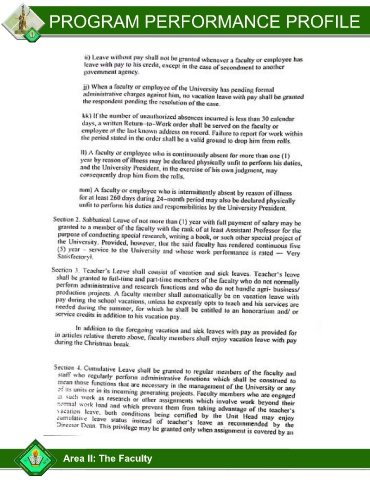 PROGRAM PERFORMANCE PROFILE
ii) Leave without pay shall not be granted whenever a faculty or employee has
leave with pay to his credit, except in the case of secondment to another
government agency.
jj) When a faculty or employee of the University has pending formal
administrative charges against him, no vacation leave with pay shall be granted
the respondent pending the resolution of the case.
kk) If the number of unauthorized absences incurred is less than 30 calendar
days, a written Return-to-Work order shall be served on the faculty or
employee at the last known address on record. Failure to report for work within
the period stated in the order shall be a valid ground to drop him from rolls.
ll) A faculty or employee who is continuously absent for more than one (1)
year by reason of illness may be declared physically unfit to perform his duties,
and the University President, in the exercise of his own judgment, may
consequently drop him from the rolls.
mm) A faculty or employee who is intermittently absent by reason of illness
for at least 260 days during 24-month period may also be declared physically
unfit to perform his duties and responsibilities by the University President.
Section 2. Sabbatical Leave of not more than (1) year with full payment of salary may be
granted to a member of the faculty with the rank of at least Assistant Professor for the
purpose of conducting special research, writing a book, or such other special project of
the University. Provided, however, that the said faculty has rendered continuous five
(5) year - service to the University and whose work performance is rated — Very
Satisfactory‖.
Section 3. Teacher's Leave shall consist of vacation and sick leaves. Teacher's leave
shall be granted to full-time and part-time members of the faculty who do not normally
perform administrative and research functions and who do not handle agri- business/
production projects. A faculty member shall automatically be on vacation leave with
pay during the school vacations, unless he expressly opts to teach and his services are
needed during the summer, for which he shall be entitled to an honorarium and/ or
service credits in addition to his vacation pay.
In addition to the foregoing vacation and sick leaves with pay as provided for
in articles relative thereto above, faculty members shall enjoy vacation leave with pay
during the Christmas break.
Section 4. Cumulative Leave shall be granted to regular members of the faculty and
staff who regularly perform administrative functions which shall be construed to
mean those functions that are necessary in the management of the University or any
of its units or in its incoming generating projects. Faculty members who are engaged
in such work as research or other assignments which involve work beyond their
normal work load and which prevent them from taking advantage of the teacher's
vacation leave, both conditions being certified by the Unit Head may enjoy
cumulative leave status instead of teacher's leave as recommended by the
Director/Dean. This privilege may be granted only when assignment is covered by an
Area II: The Faculty